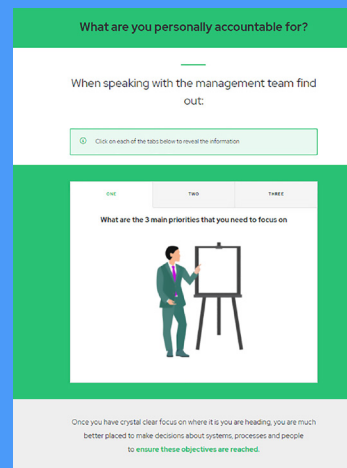 What are you personally accountable for?
When speaking with the management team find
out:
Click on each of the tabs below to reveal the information
ONE
TWO
THREE
What are the 3 main priorities that you need to focus on
Once you have crystal clear focus on where it is you are heading, you are much
better placed to make decisions about systems, processes and people
to ensure these objectives are reached.